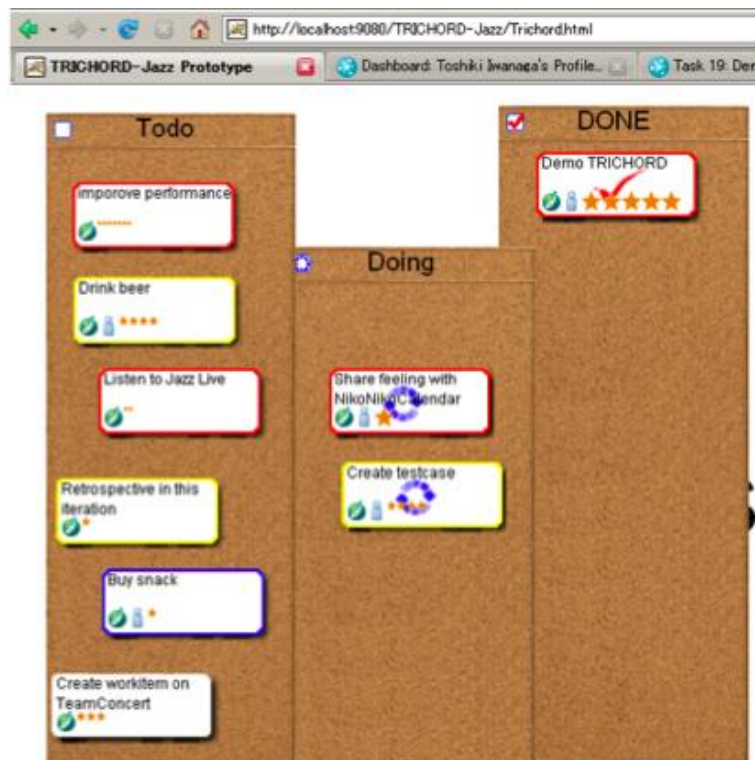 http://localhost:9080/TRICHORD-Jazz/Trichord.html
TRICHORD-Jazz Prototype
Dashboard: Toshiki Iwanaga's Profile...
Task 19: Der
Todo
imporove performance
Drink beer
Listen to Jazz Live
Retrospective in this
iteration
Buy snack
Create workitem on
TeamConcert
Doing
Share feeling with
NikoNikoCalendar
Create testcase
DONE
Demo TRICHORD